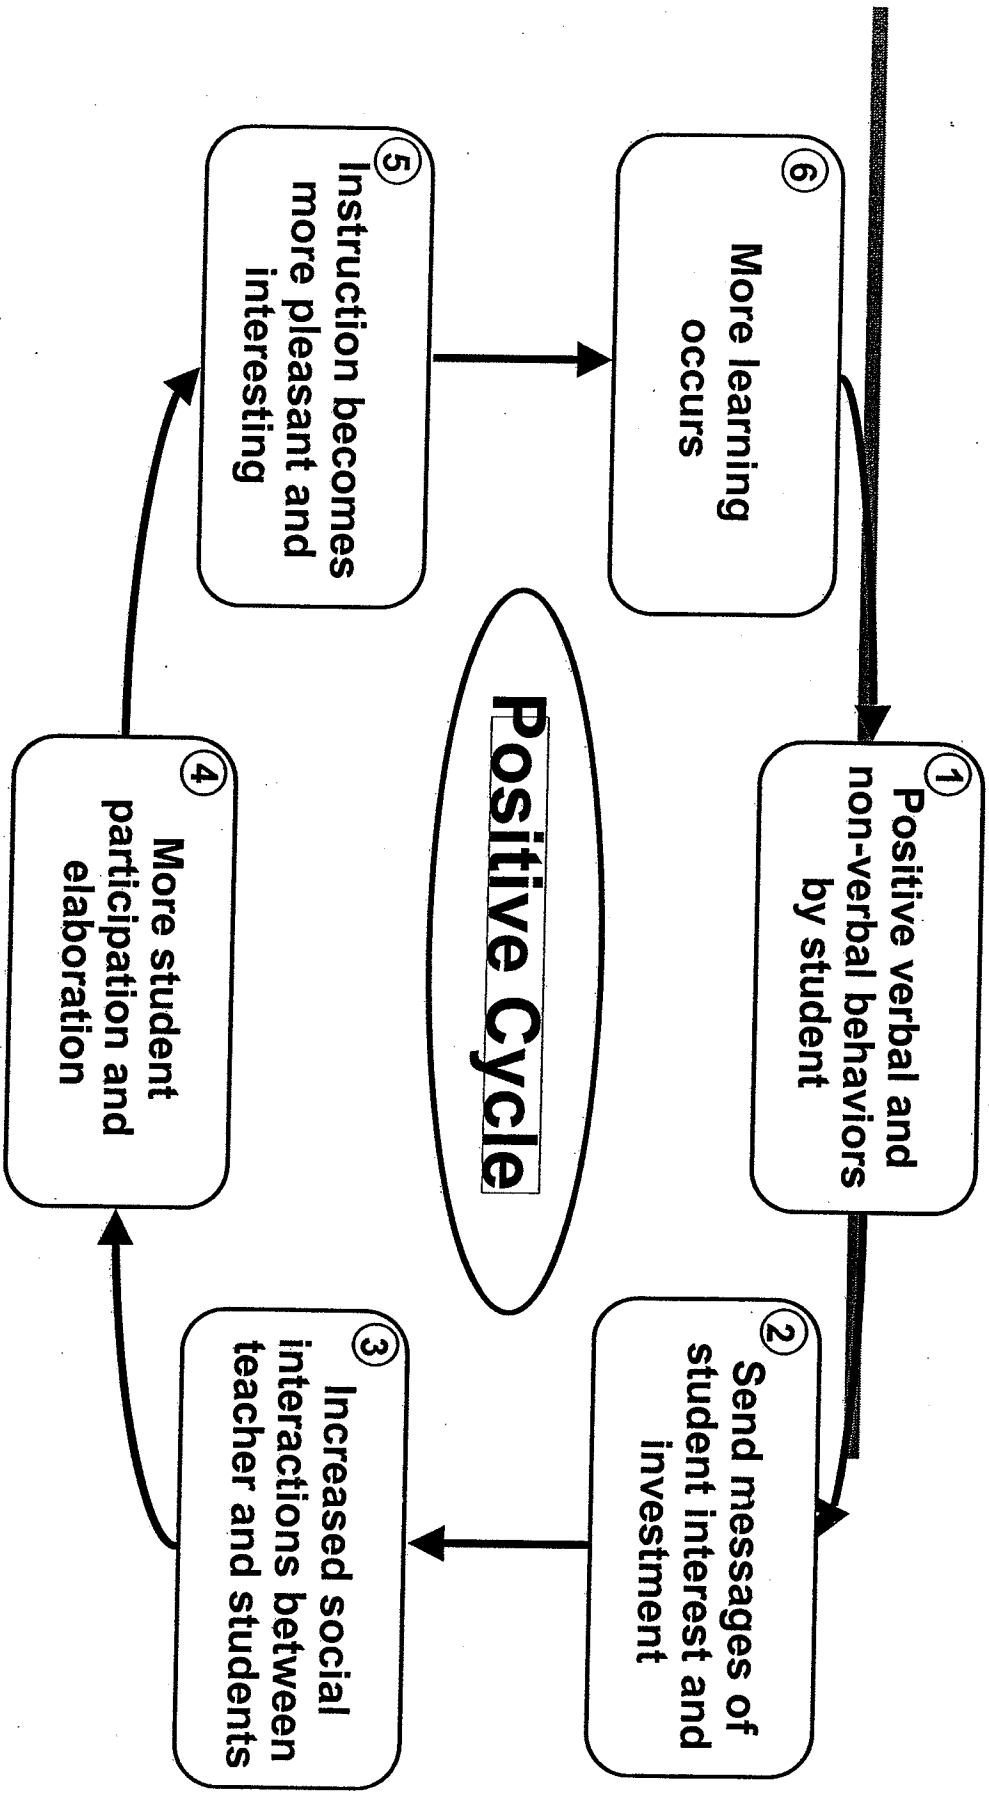 Positive Cycle
1
Positive verbal and
non-verbal behaviors
by student
2
Send messages of
student interest and
investment
3
Increased social
interactions between
teacher and students
4
More student
participation and
elaboration
5
Instruction becomes
more pleasant and
interesting
6
More learning
occurs